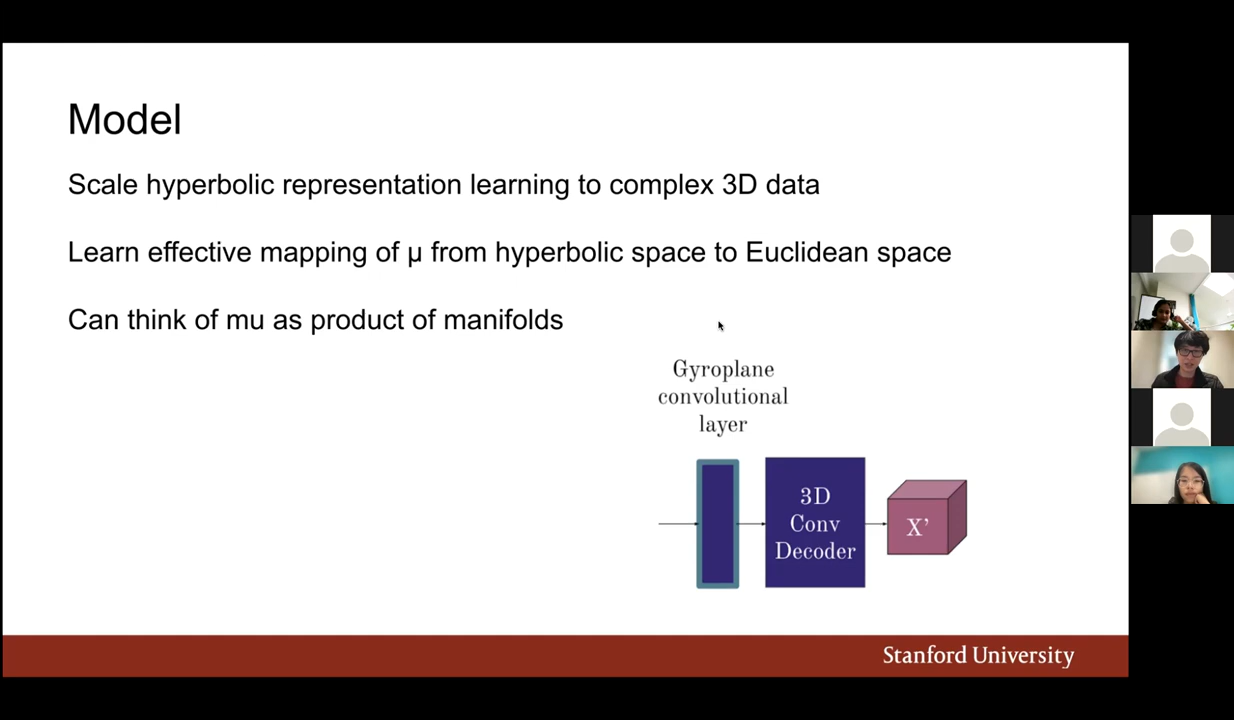 Model
Scale hyperbolic representation learning to complex 3D data
Learn effective mapping of μ from hyperbolic space to Euclidean space
Can think of mu as product of manifolds
Gyroplane
convolutional
layer
3D
Conv
Decoder
X’
Stanford University